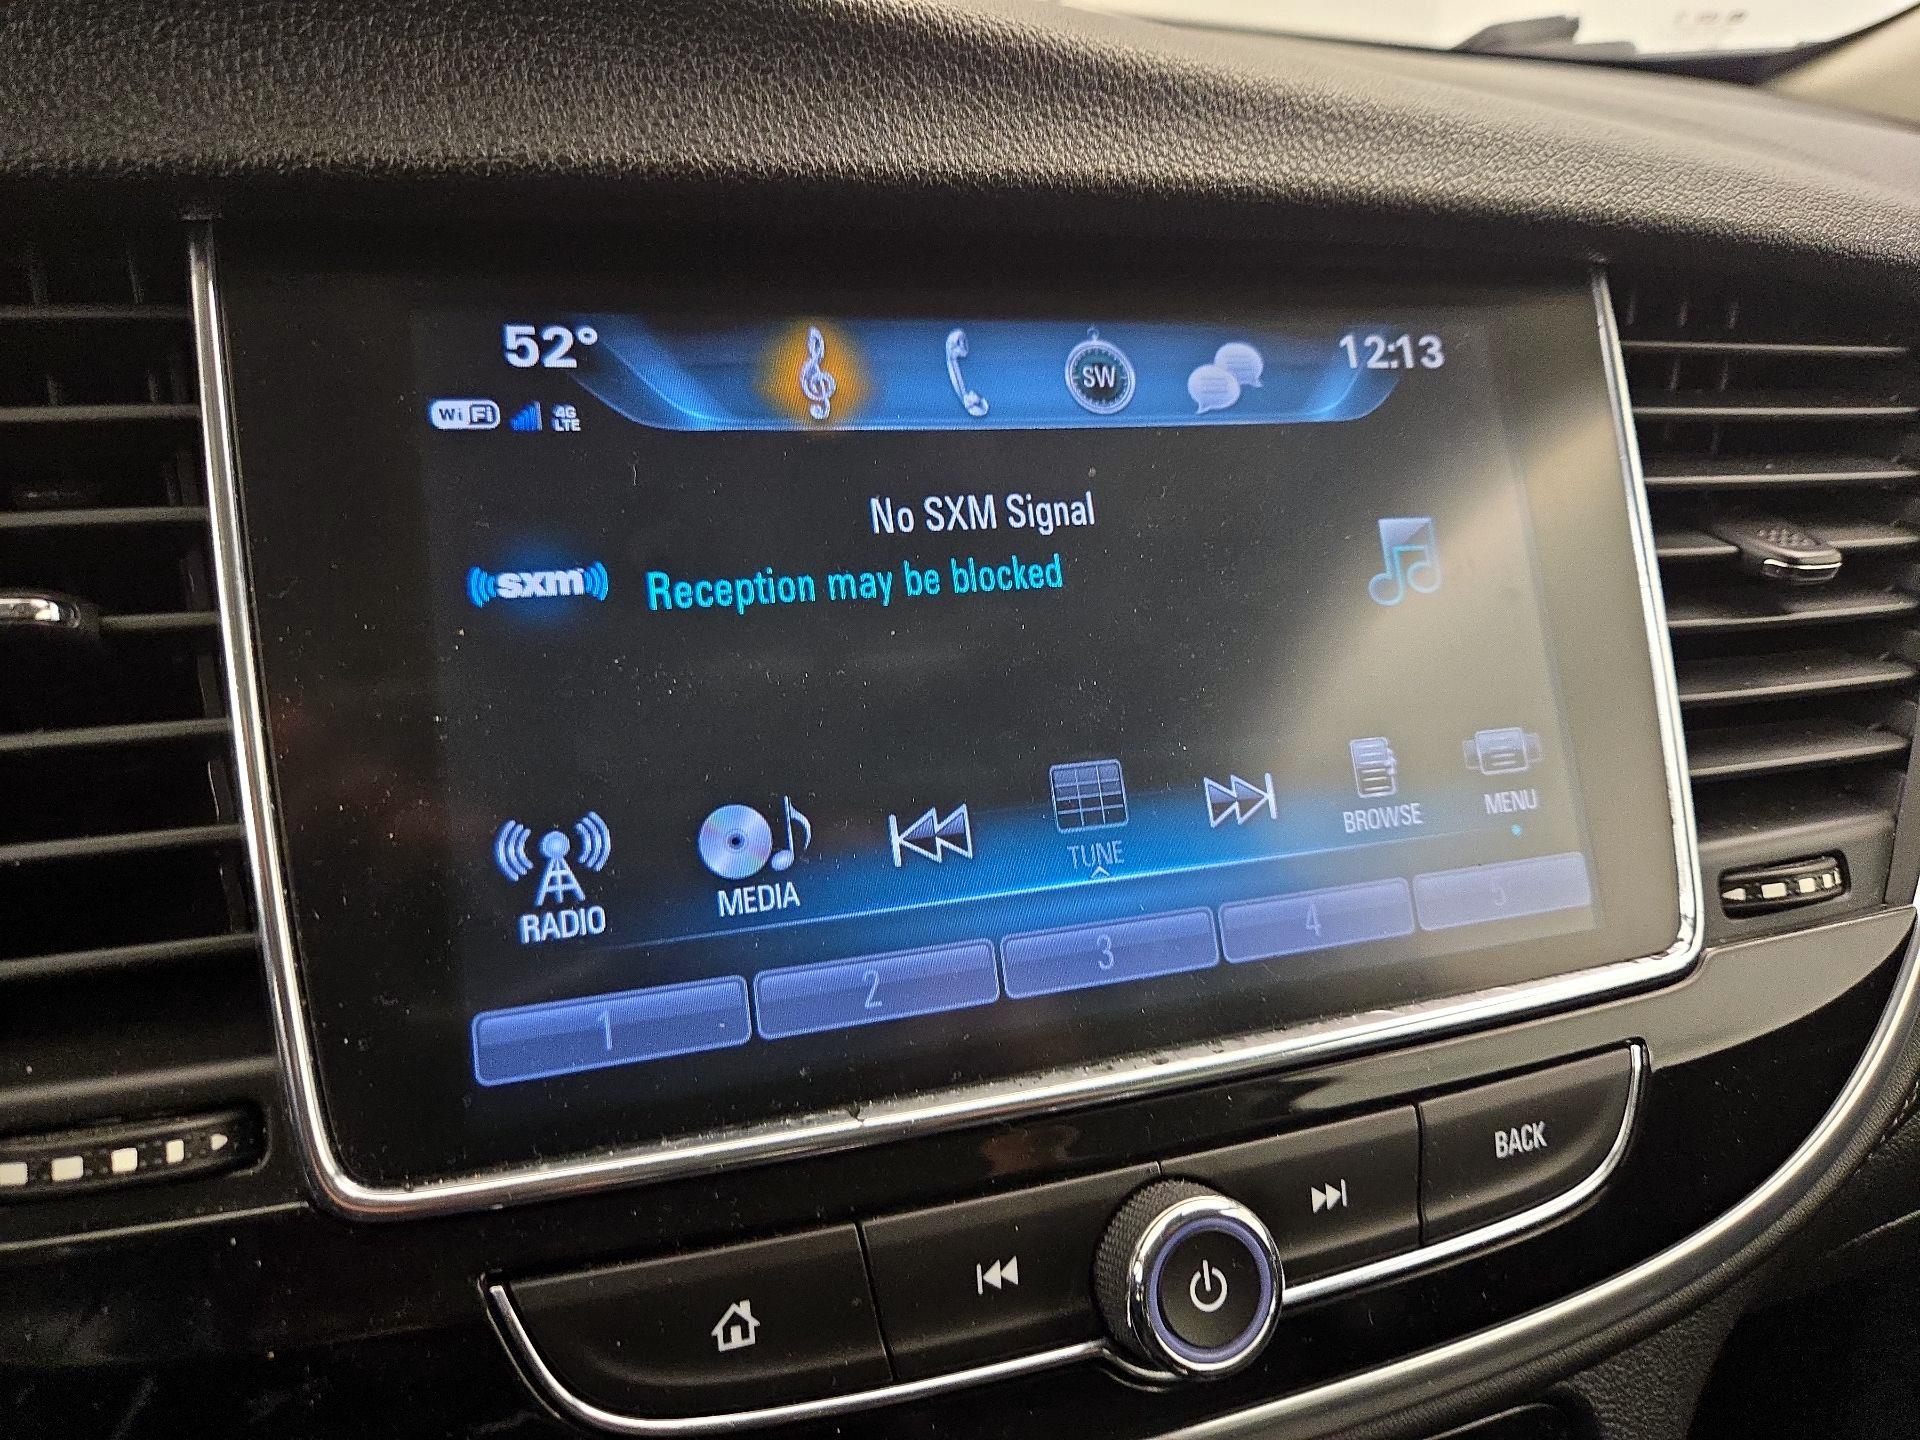 52°
SW
12:13
WiFi
4G
LTE
No SXM Signal
sxm
Reception may be blocked
RADIO
MEDIA
TUNE
BROWSE
MENU
1
2
3
4
5
BACK